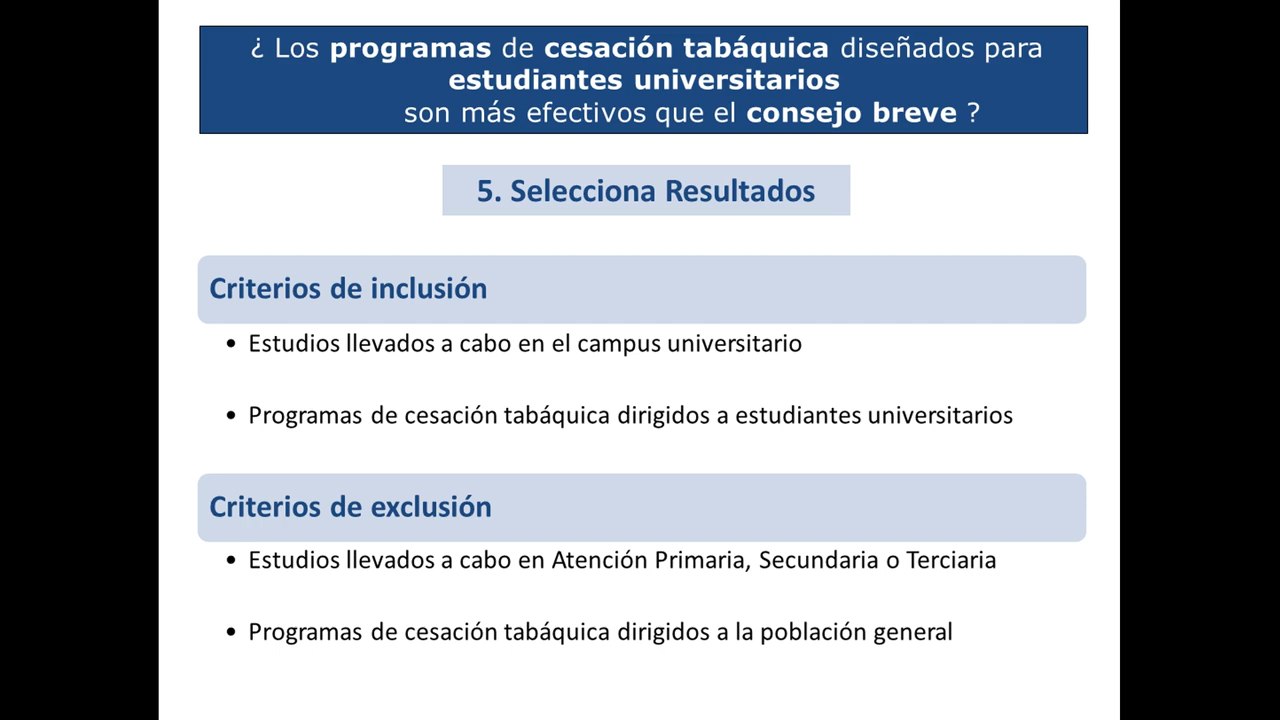 ¿ Los programas de cesación tabáquica diseñados para
estudiantes universitarios
son más efectivos que el consejo breve ?
5. Selecciona Resultados
Criterios de inclusión
• Estudios llevados a cabo en el campus universitario
• Programas de cesación tabáquica dirigidos a estudiantes universitarios
Criterios de exclusión
• Estudios llevados a cabo en Atención Primaria, Secundaria o Terciaria
• Programas de cesación tabáquica dirigidos a la población general